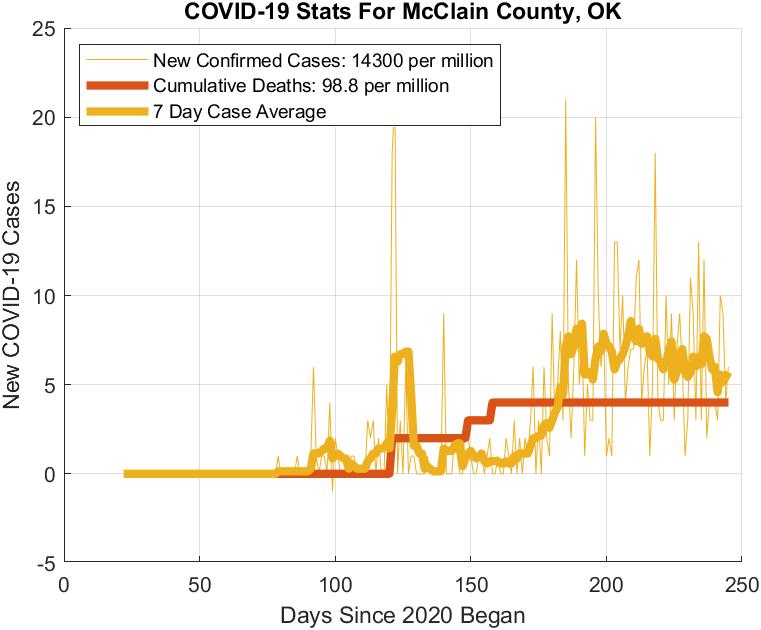 COVID-19 Stats For McClain County, OK
25
New Confirmed Cases: 14300 per million
Cumulative Deaths: 98.8 per million
7 Day Case Average
20
15
10
5
0
-5
New COVID-19 Cases
0 50 100 150 200 250
Days Since 2020 Began